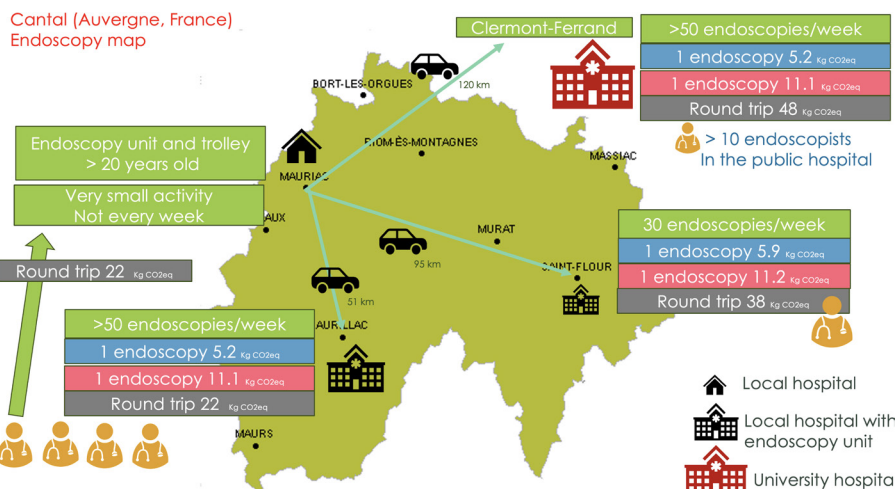 Cantal (Auvergne, France)
Endoscopy map
Clermont-Ferrand
>50 endoscopies/week
1 endoscopy 5.2 Kg CO2eq
1 endoscopy 11.1 Kg CO2eq
Round trip 48 Kg CO2eq
> 10 endoscopists
In the public hospital
120 km
BORT-LES-ORGUES
RIOM-ÈS-MONTAGNES
MASSIAC
Endoscopy unit and trolley
> 20 years old
Very small activity
Not every week
MAURIAC
AUX
MURAT
SAINT-FLOUR
95 km
51 km
30 endoscopies/week
1 endoscopy 5.9 Kg CO2eq
1 endoscopy 11.2 Kg CO2eq
Round trip 38 Kg CO2eq
Round trip 22 Kg CO2eq
>50 endoscopies/week
1 endoscopy 5.2 Kg CO2eq
1 endoscopy 11.1 Kg CO2eq
Round trip 22 Kg CO2eq
AURILLAC
MAURS
Local hospital
Local hospital with
endoscopy unit
University hospital